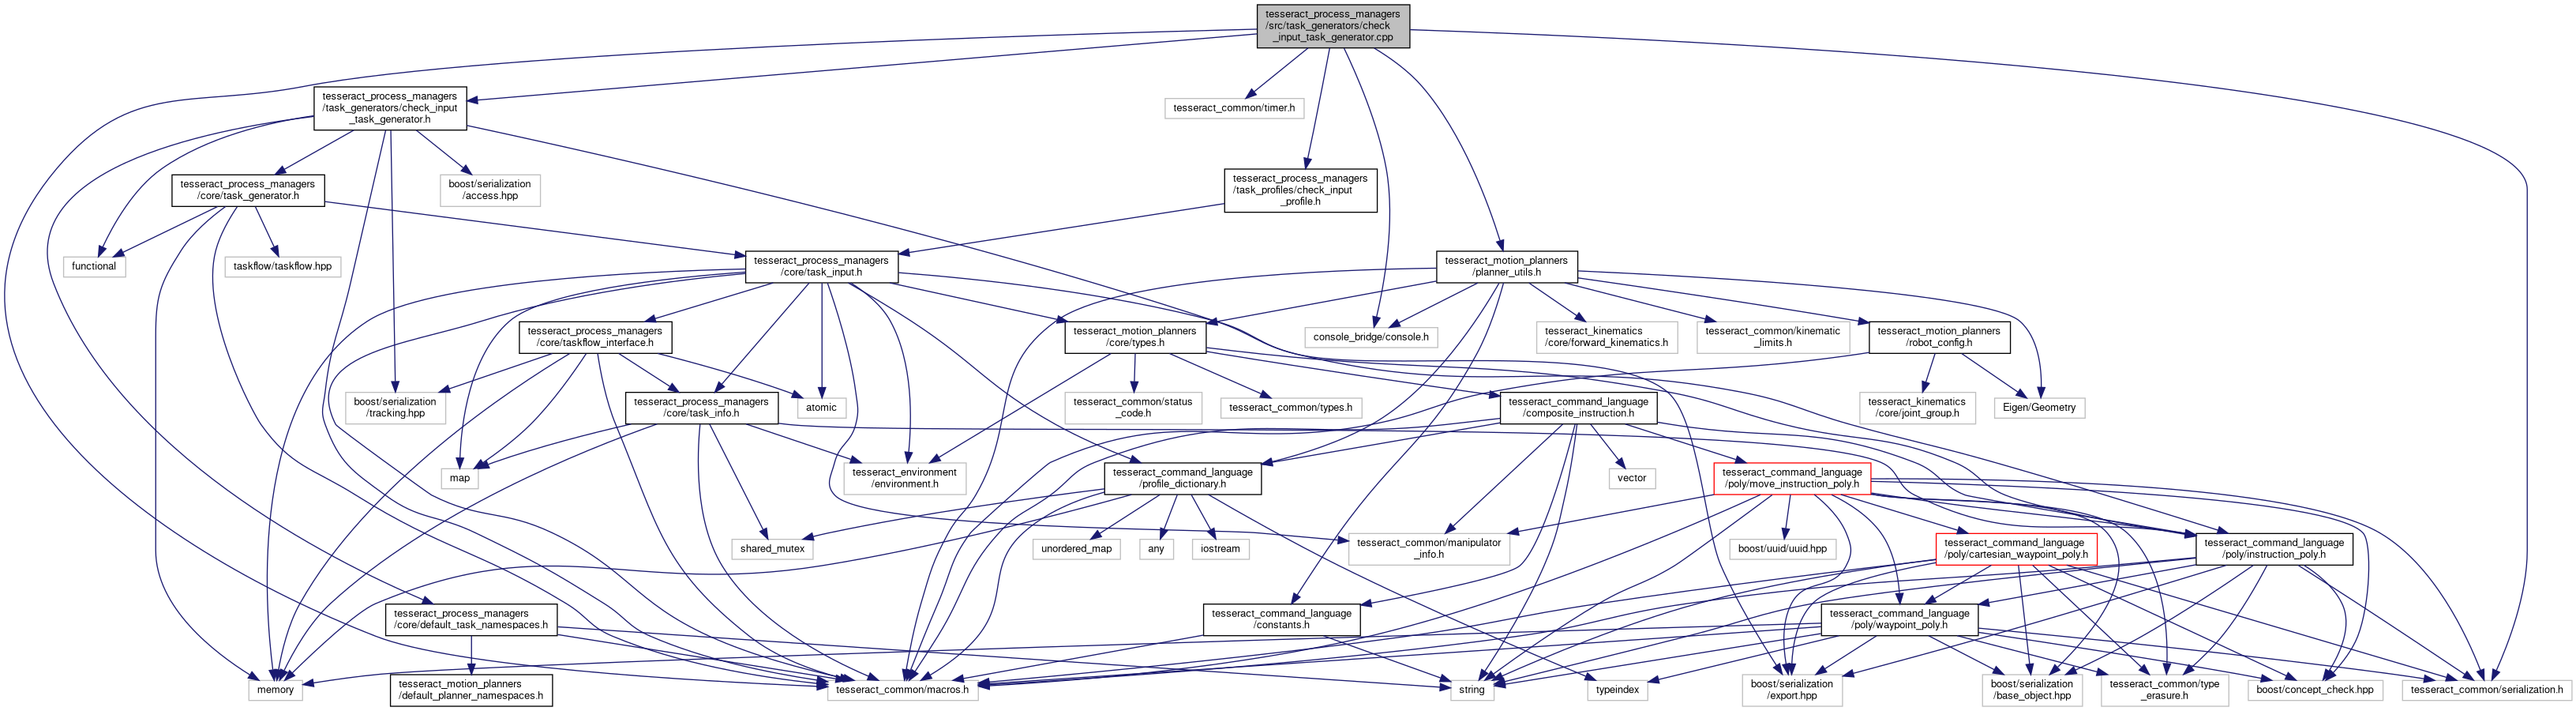 tesseract_process_managers
/src/task_generators/check
_input_task_generator.cpp
tesseract_process_managers
/task_generators/check_input
_task_generator.h
tesseract_common/timer.h
tesseract_process_managers
/core/task_generator.h
boost/serialization
/access.hpp
tesseract_process_managers
/task_profiles/check_input
_profile.h
functional
taskflow/taskflow.hpp
tesseract_process_managers
/core/task_input.h
tesseract_motion_planners
/planner_utils.h
tesseract_process_managers
/core/taskflow_interface.h
tesseract_motion_planners
/core/types.h
console_bridge/console.h
tesseract_kinematics
/core/forward_kinematics.h
tesseract_common/kinematic
_limits.h
tesseract_motion_planners
/robot_config.h
boost/serialization
/tracking.hpp
tesseract_process_managers
/core/task_info.h
atomic
tesseract_common/status
_code.h
tesseract_common/types.h
tesseract_command_language
/composite_instruction.h
tesseract_kinematics
/core/joint_group.h
Eigen/Geometry
map
tesseract_environment
/environment.h
tesseract_command_language
/profile_dictionary.h
vector
tesseract_command_language
/poly/move_instruction_poly.h
shared_mutex
unordered_map
any
iostream
tesseract_common/manipulator
_info.h
boost/uuid/uuid.hpp
tesseract_command_language
/poly/cartesian_waypoint_poly.h
tesseract_command_language
/poly/instruction_poly.h
tesseract_process_managers
/core/default_task_namespaces.h
tesseract_command_language
/constants.h
tesseract_command_language
/poly/waypoint_poly.h
memory
tesseract_motion_planners
/default_planner_namespaces.h
tesseract_common/macros.h
string
typeindex
boost/serialization
/export.hpp
boost/serialization
/base_object.hpp
tesseract_common/type
_erasure.h
boost/concept_check.hpp
tesseract_common/serialization.h